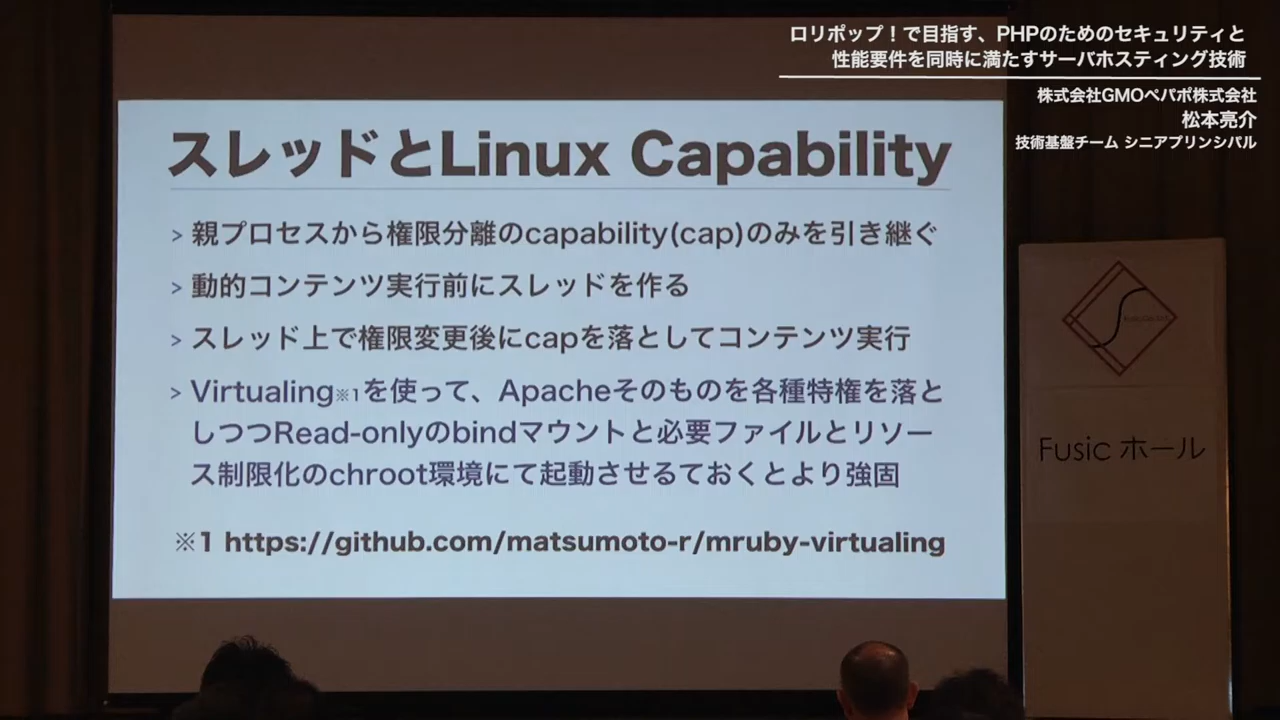 ロリポップ！で目指す、PHPのためのセキュリティと
性能要件を同時に満たすサーバホスティング技術
株式会社GMOペパボ株式会社
松本亮介
技術基盤チーム シニアプリンシパル
スレッドとLinux Capability
> 親プロセスから権限分離のcapability(cap)のみを引き継ぐ
> 動的コンテンツ実行前にスレッドを作る
> スレッド上で権限変更後にcapを落としてコンテンツ実行
> Virtualing※1を使って、Apacheそのものを各種特権を落と
しつつRead-onlyのbindマウントと必要ファイルとリソー
ス制限化のchroot環境にて起動させるておくとより強固
※1 https://github.com/matsumoto-r/mruby-virtualing
Fusic ホール